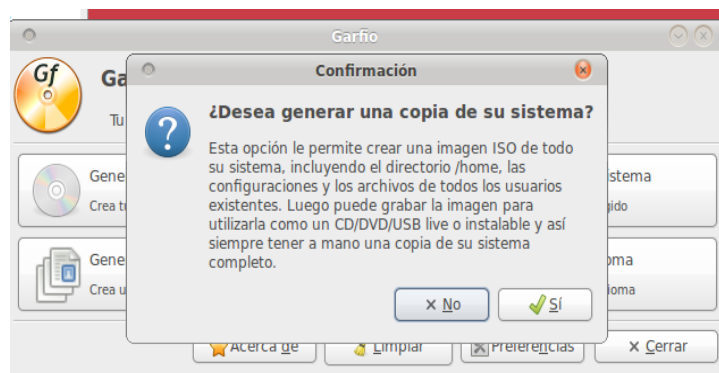 Garfio
Gf
Confirmación
¿Desea generar una copia de su sistema?
Esta opción le permite crear una imagen ISO de todo
su sistema, incluyendo el directorio /home, las
configuraciones y los archivos de todos los usuarios
existentes. Luego puede grabar la imagen para
utilizarla como un CD/DVD/USB live o instalable y así
siempre tener a mano una copia de su sistema
completo.
No
Sí
Ga
Tu
Gene
Crea tu
istema
gido
Gene
Crea u
oma
ioma
Acerca de
Limpiar
Preferencias
Cerrar